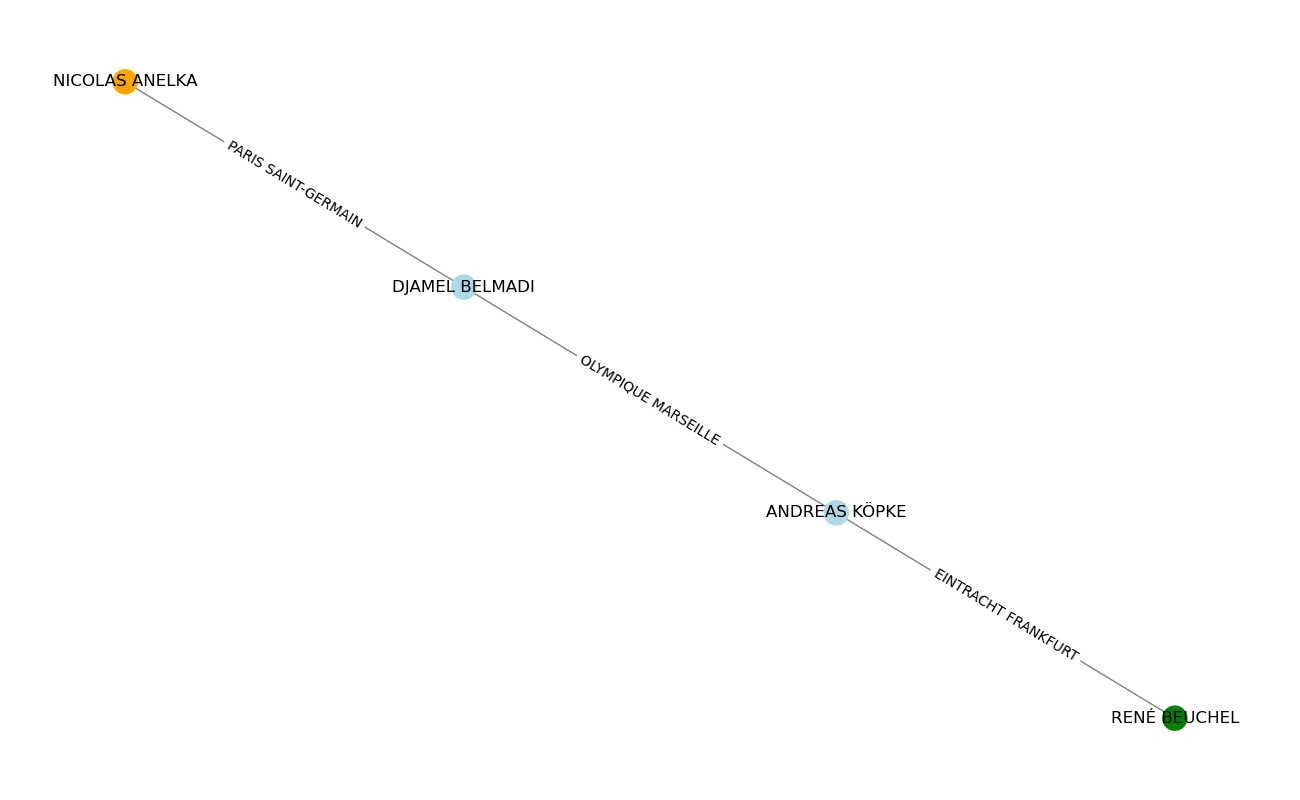 NICOLAS ANELKA
PARIS SAINT-GERMAIN
DJAMEL BELMADI
OLYMPIQUE MARSEILLE
ANDREAS KÖPKE
EINTRACHT FRANKFURT
RENÉ BEUCHEL